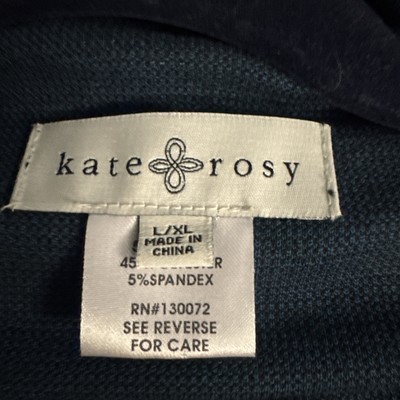 kate rosy
L/XL
MADE IN
CHINA
5%SPANDEX
RN#130072
SEE REVERSE
FOR CARE